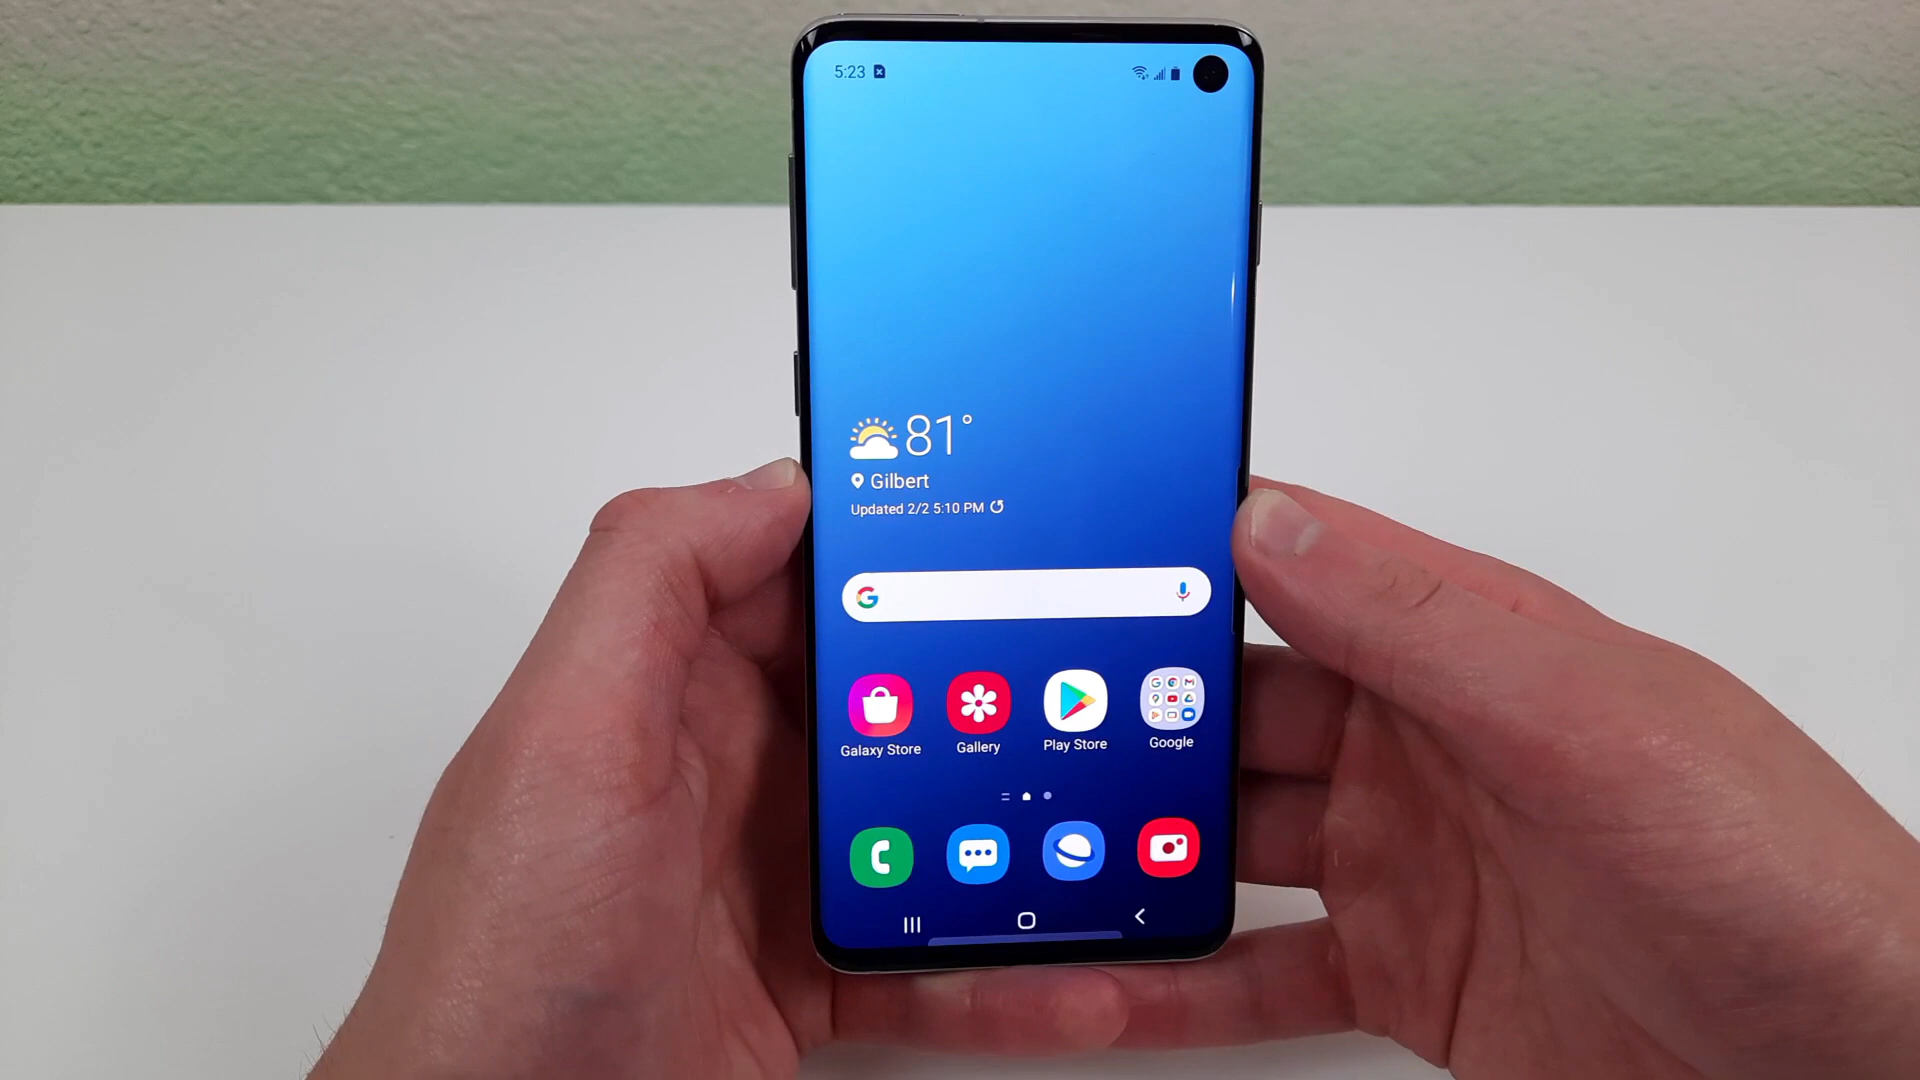 5:23
81°
Gilbert
Updated 2/2 5:10 PM
Galaxy Store
Gallery
Play Store
Google